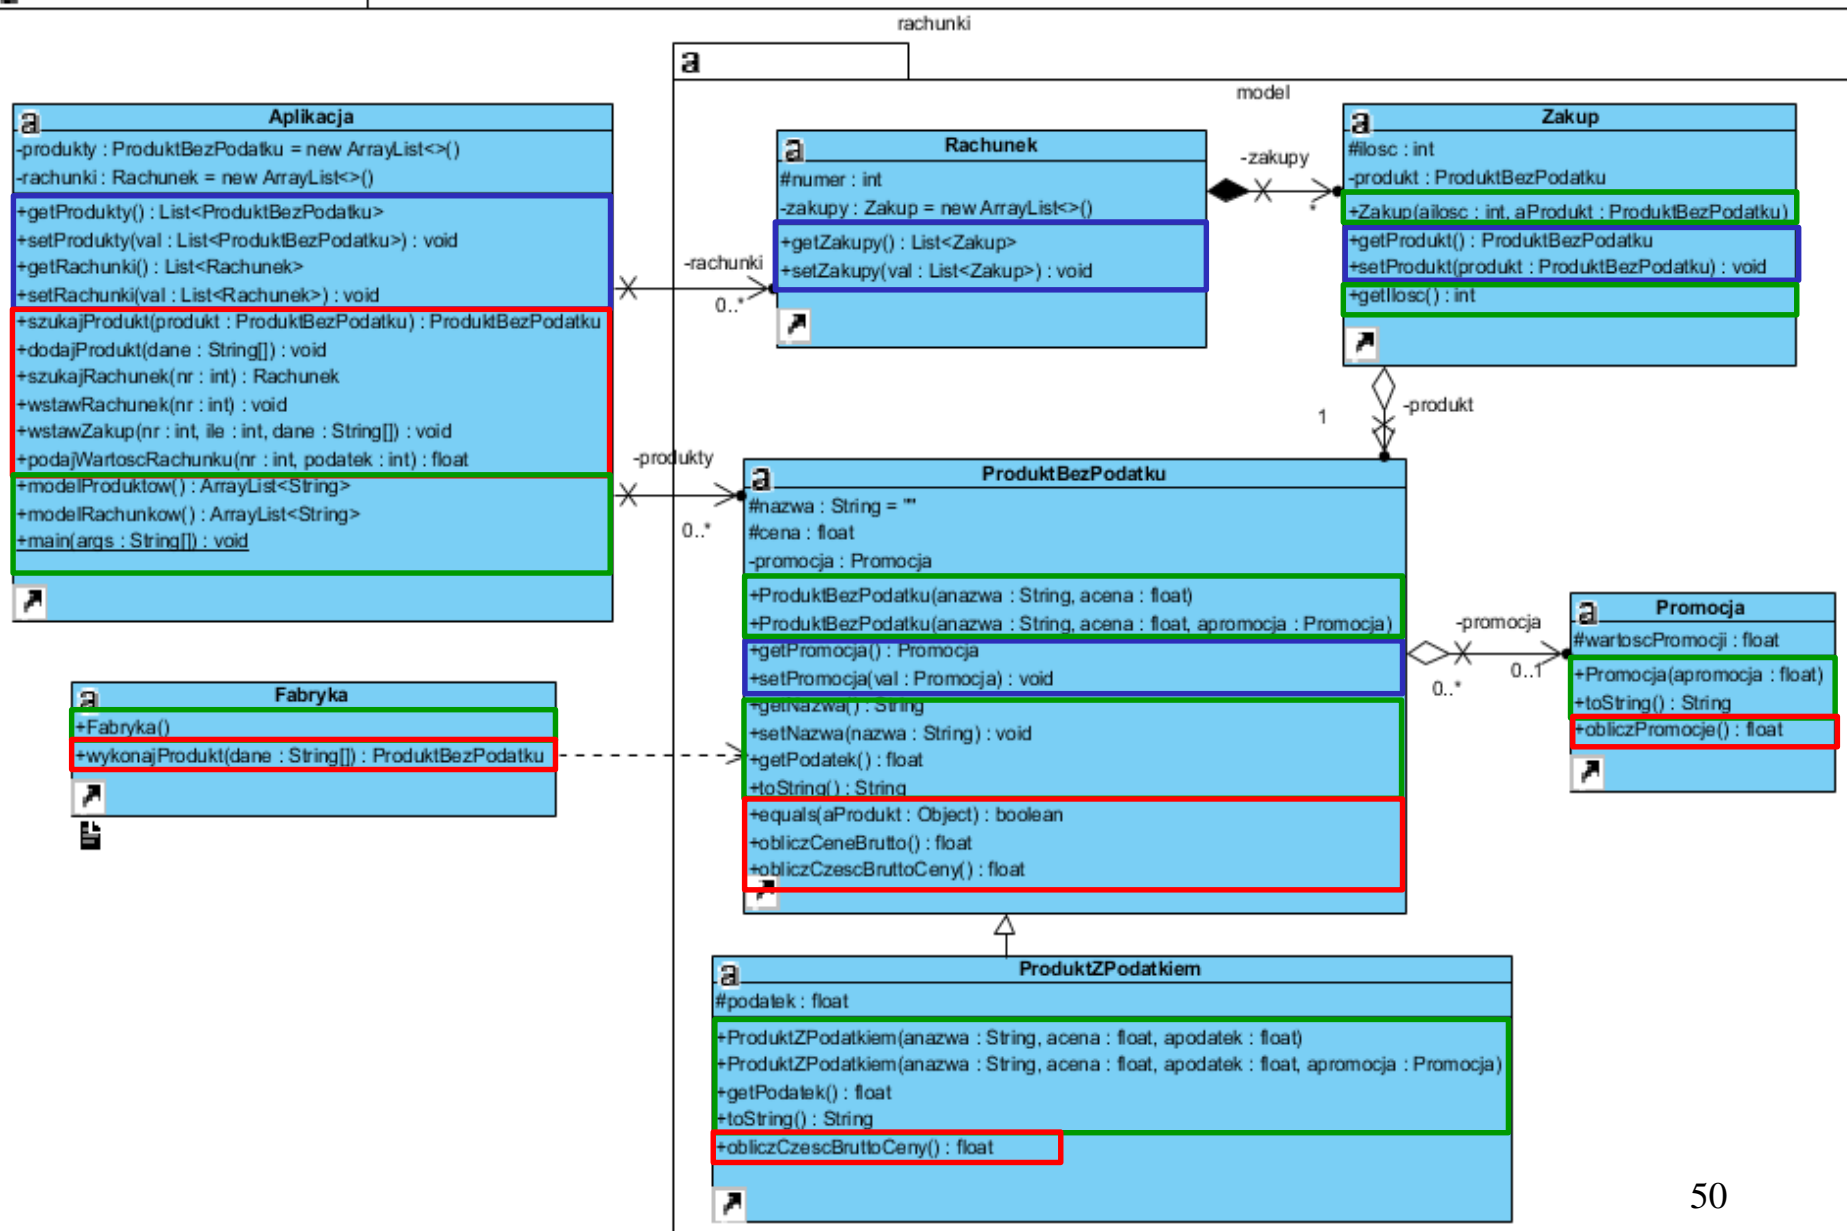 rachunki
model
Aplikacja
-produkty : ProduktBezPodatku = new ArrayList<>()
-rachunki : Rachunek = new ArrayList<>()
+getProdukty() : List<ProduktBezPodatku>
+setProdukty(val : List<ProduktBezPodatku>) : void
+getRachunki() : List<Rachunek>
+setRachunki(val : List<Rachunek>) : void
+szukajProdukt(produkt : ProduktBezPodatku) : ProduktBezPodatku
+dodajProdukt(dane : String[]) : void
+szukajRachunek(nr : int) : Rachunek
+wstawRachunek(nr : int) : void
+wstawZakup(nr : int, ile : int, dane : String[]) : void
+podajWartoscRachunku(nr : int, podatek : int) : float
+modelProduktow() : ArrayList<String>
+modelRachunkow() : ArrayList<String>
+main(args : String[]) : void
-rachunki
0..*
-produkty
0..*
Rachunek
#numer : int
-zakupy : Zakup = new ArrayList<>()
+getZakupy() : List<Zakup>
+setZakupy(val : List<Zakup>) : void
-zakupy
*
Zakup
#ilosc : int
-produkt : ProduktBezPodatku
+Zakup(ailosc : int, aProdukt : ProduktBezPodatku)
+getProdukt() : ProduktBezPodatku
+setProdukt(produkt : ProduktBezPodatku) : void
+getIlosc() : int
1
-produkt
ProduktBezPodatku
#nazwa : String = ""
#cena : float
-promocja : Promocja
+ProduktBezPodatku(anazwa : String, acena : float)
+ProduktBezPodatku(anazwa : String, acena : float, apromocja : Promocja)
+getPromocja() : Promocja
+setPromocja(val : Promocja) : void
+getNazwa() : String
+setNazwa(nazwa : String) : void
+getPodatek() : float
+toString() : String
+equals(aProdukt : Object) : boolean
+obliczCeneBrutto() : float
+obliczCzescBruttoCeny() : float
-promocja
0..*
0..1
Promocja
#wartoscPromocji : float
+Promocja(apromocja : float)
+toString() : String
+obliczPromocje() : float
Fabryka
+Fabryka()
+wykonajProdukt(dane : String[]) : ProduktBezPodatku
ProduktZPodatkiem
#podatek : float
+ProduktZPodatkiem(anazwa : String, acena : float, apodatek : float)
+ProduktZPodatkiem(anazwa : String, acena : float, apodatek : float, apromocja : Promocja)
+getPodatek() : float
+toString() : String
+obliczCzescBruttoCeny() : float
50